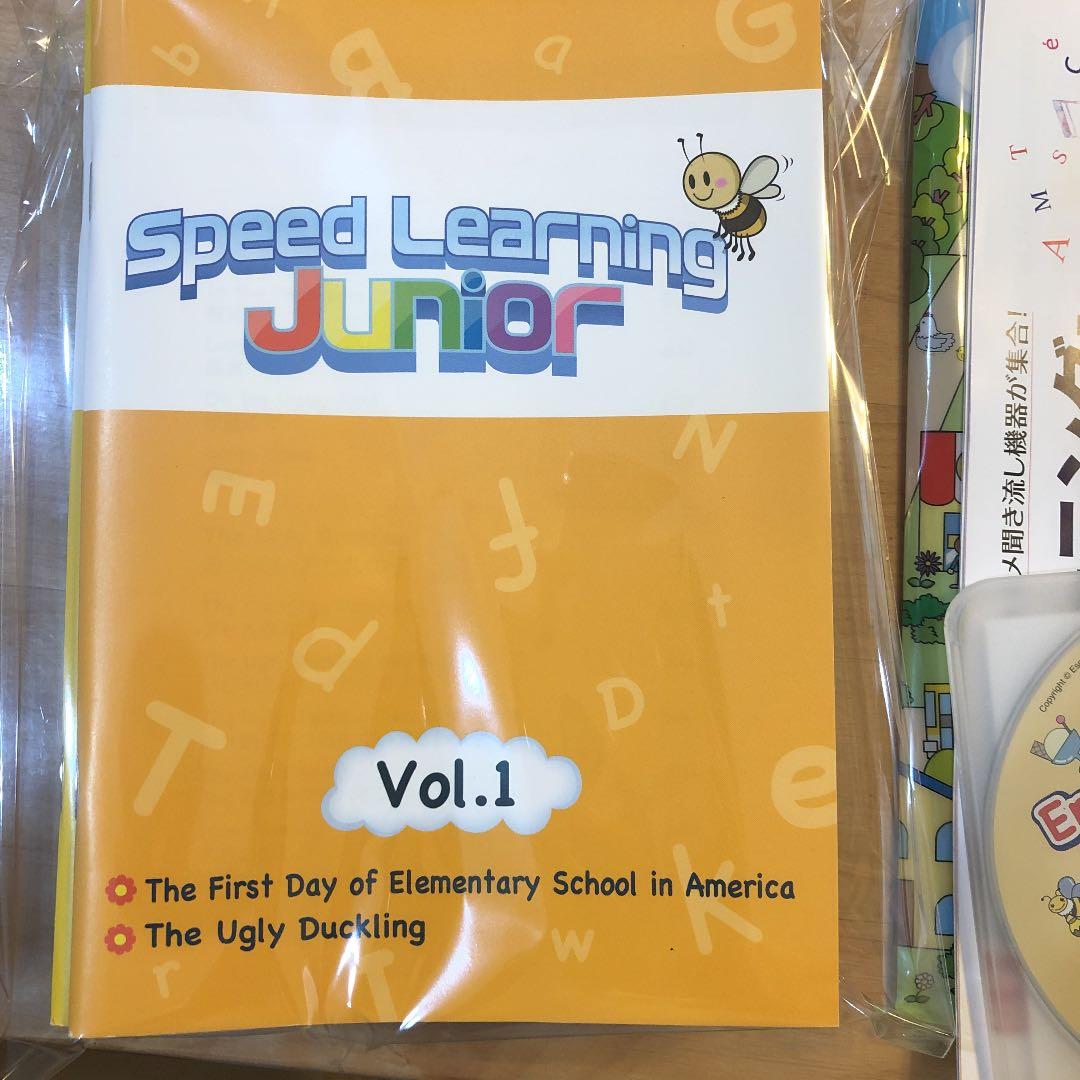 Speed Learning
Junior
Vol.1
The First Day of Elementary School in America
The Ugly Duckling
聞き流し機器が集合!
Copyright ©